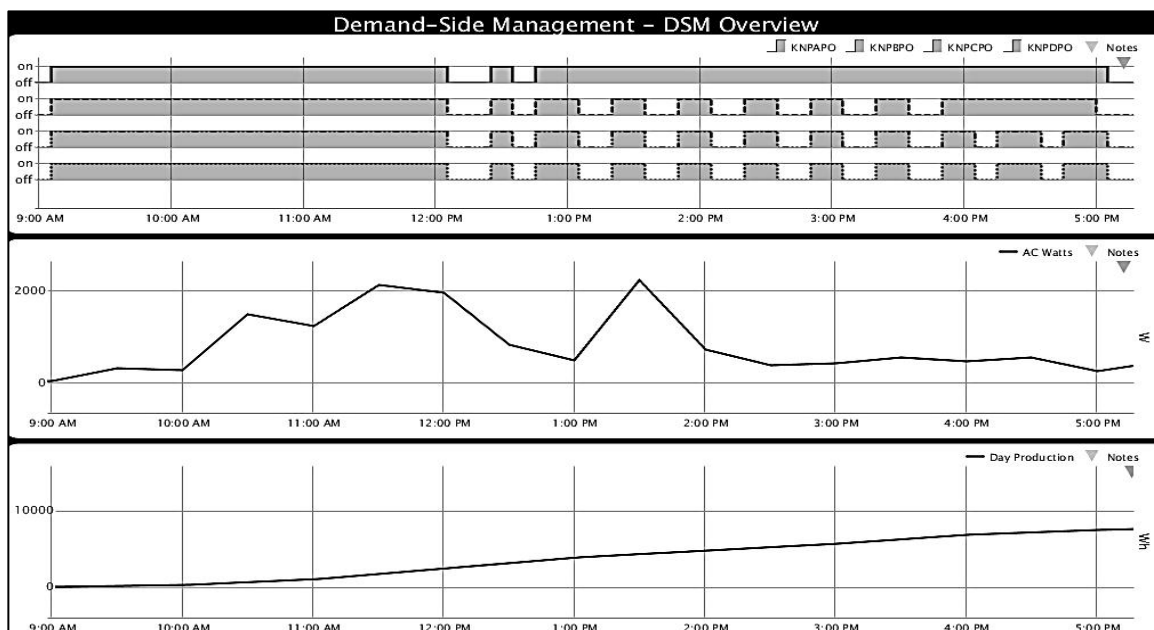 Demand-Side Management - DSM Overview
KNPAPO KNPBPO KNPCPO KNPDPO Notes
on
off
on
off
on
off
on
off
9:00 AM 10:00 AM 11:00 AM 12:00 PM 1:00 PM 2:00 PM 3:00 PM 4:00 PM 5:00 PM
AC Watts Notes
2000
W
0
9:00 AM 10:00 AM 11:00 AM 12:00 PM 1:00 PM 2:00 PM 3:00 PM 4:00 PM 5:00 PM
Day Production Notes
10000
Wh
0
9:00 AM 10:00 AM 11:00 AM 12:00 PM 1:00 PM 2:00 PM 3:00 PM 4:00 PM 5:00 PM